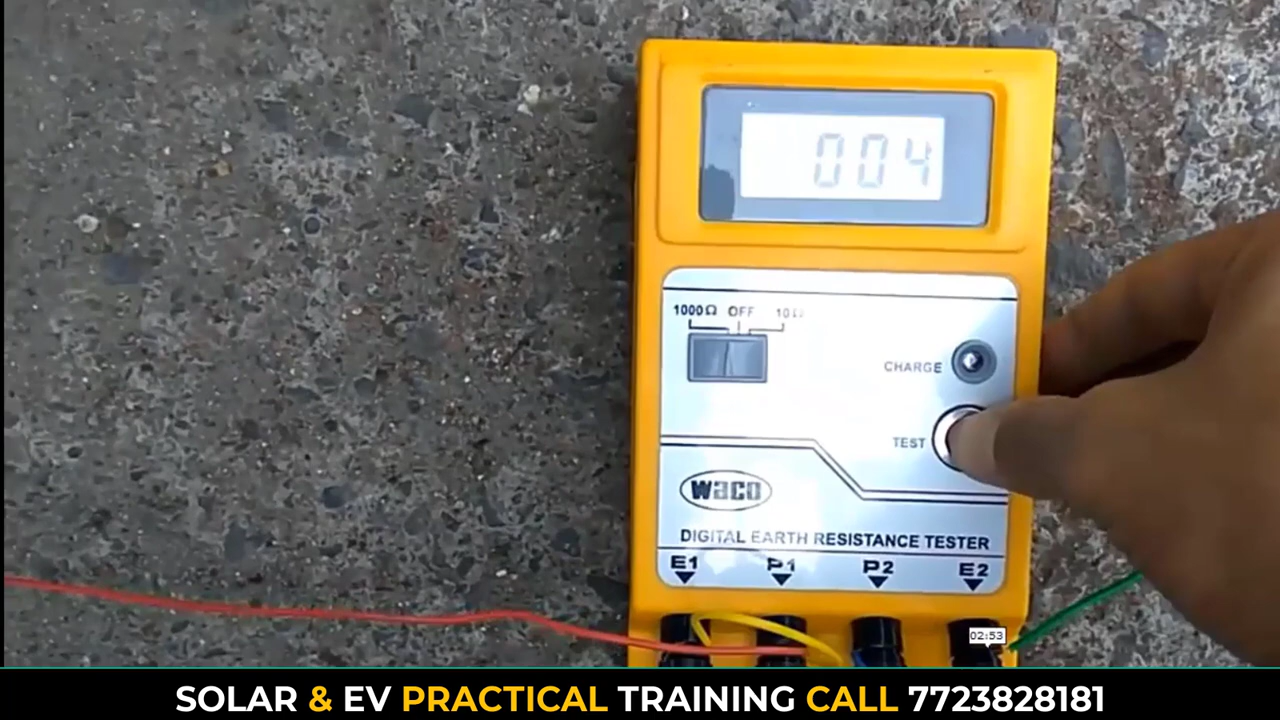 004
1000Ω OFF 10Ω
CHARGE
TEST
waco
DIGITAL EARTH RESISTANCE TESTER
E1 P1 P2 E2
02:53
SOLAR & EV PRACTICAL TRAINING CALL 7723828181